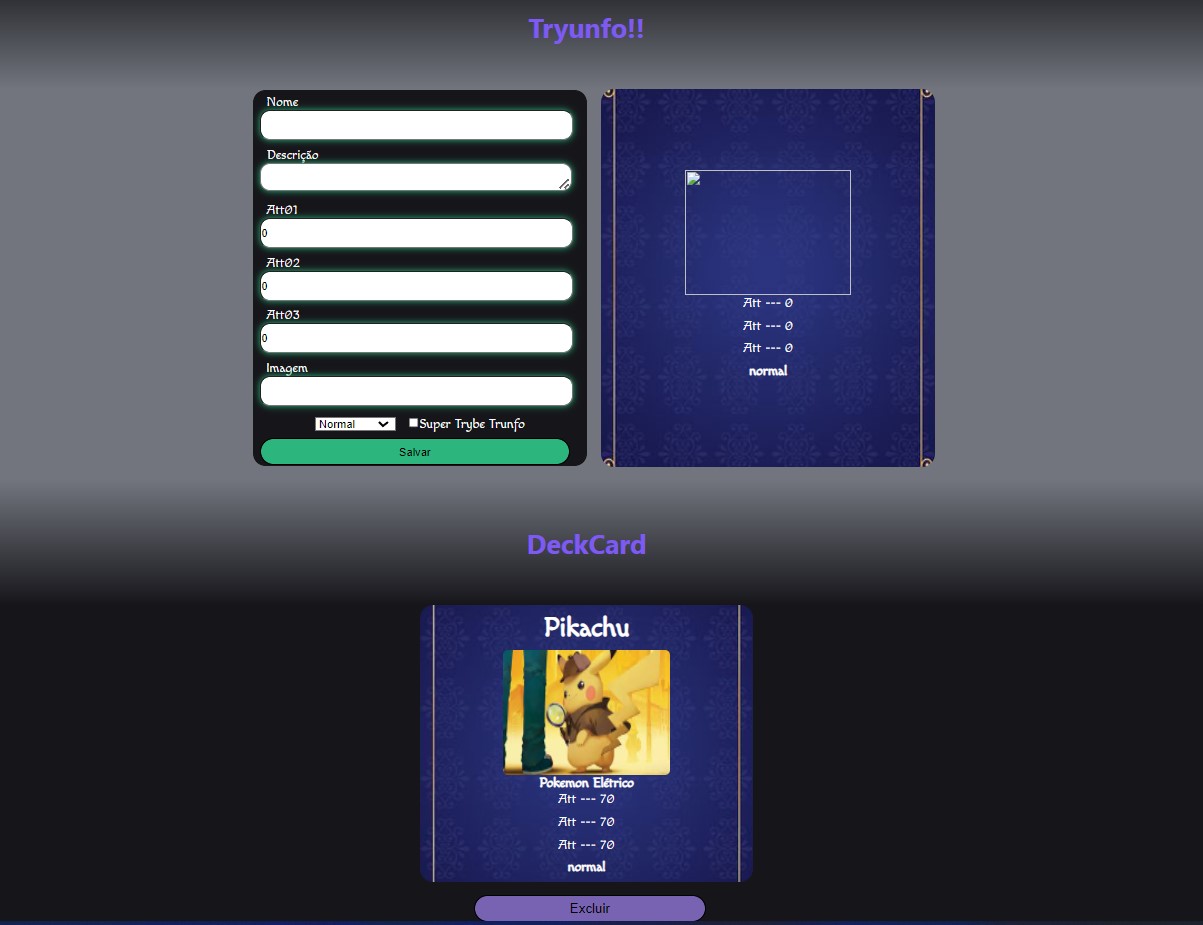 Tryunfo!!
Nome
Descrição
Att01
0
Att02
0
Att03
0
Imagem
Normal
Super Trybe Trunfo
Salvar
Att --- 0
Att --- 0
Att --- 0
normal
DeckCard
Pikachu
Pokemon Elétrico
Att --- 70
Att --- 70
Att --- 70
normal
Excluir